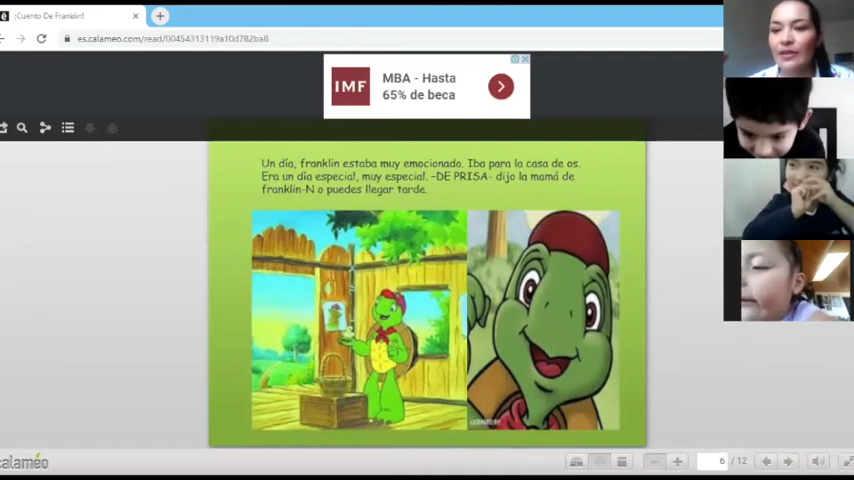 ¡Cuento De Franklin!
es.calameo.com/read/00454313119a10d782ba8
IMF
MBA - Hasta
65% de beca
Un día, franklin estaba muy emocionado. Iba para la casa de os.
Era un día especial, muy especial. -DE PRISA- dijo la mamá de
franklin-N o puedes llegar tarde.
calaméo
6 / 12